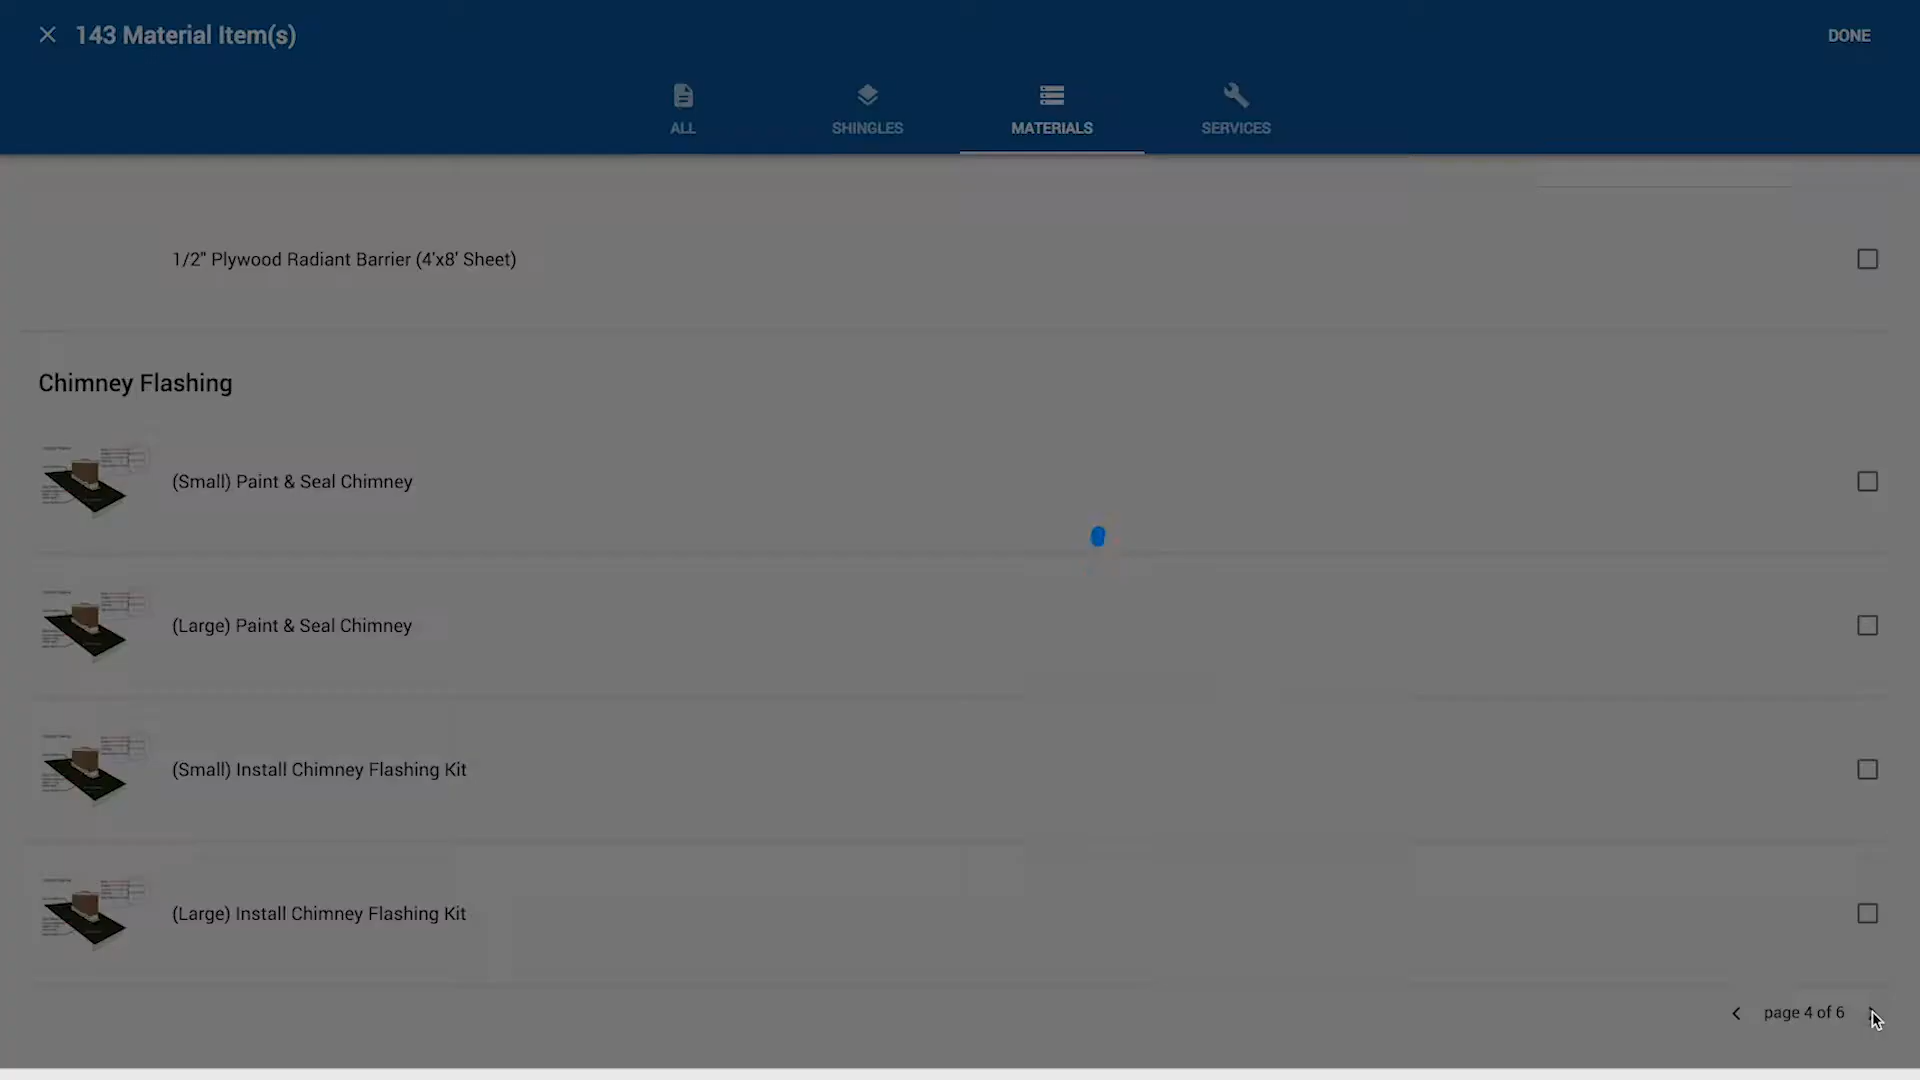 143 Material Item(s)
DONE
ALL
SHINGLES
MATERIALS
SERVICES
1/2" Plywood Radiant Barrier (4'x8' Sheet)
Chimney Flashing
(Small) Paint & Seal Chimney
(Large) Paint & Seal Chimney
(Small) Install Chimney Flashing Kit
(Large) Install Chimney Flashing Kit
page 4 of 6